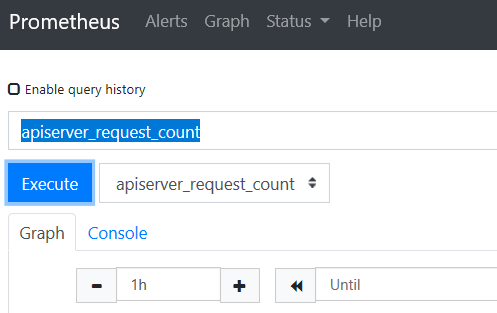 Prometheus Alerts Graph Status Help
Enable query history
apiserver_request_count
Execute apiserver_request_count
Graph Console
1h Until